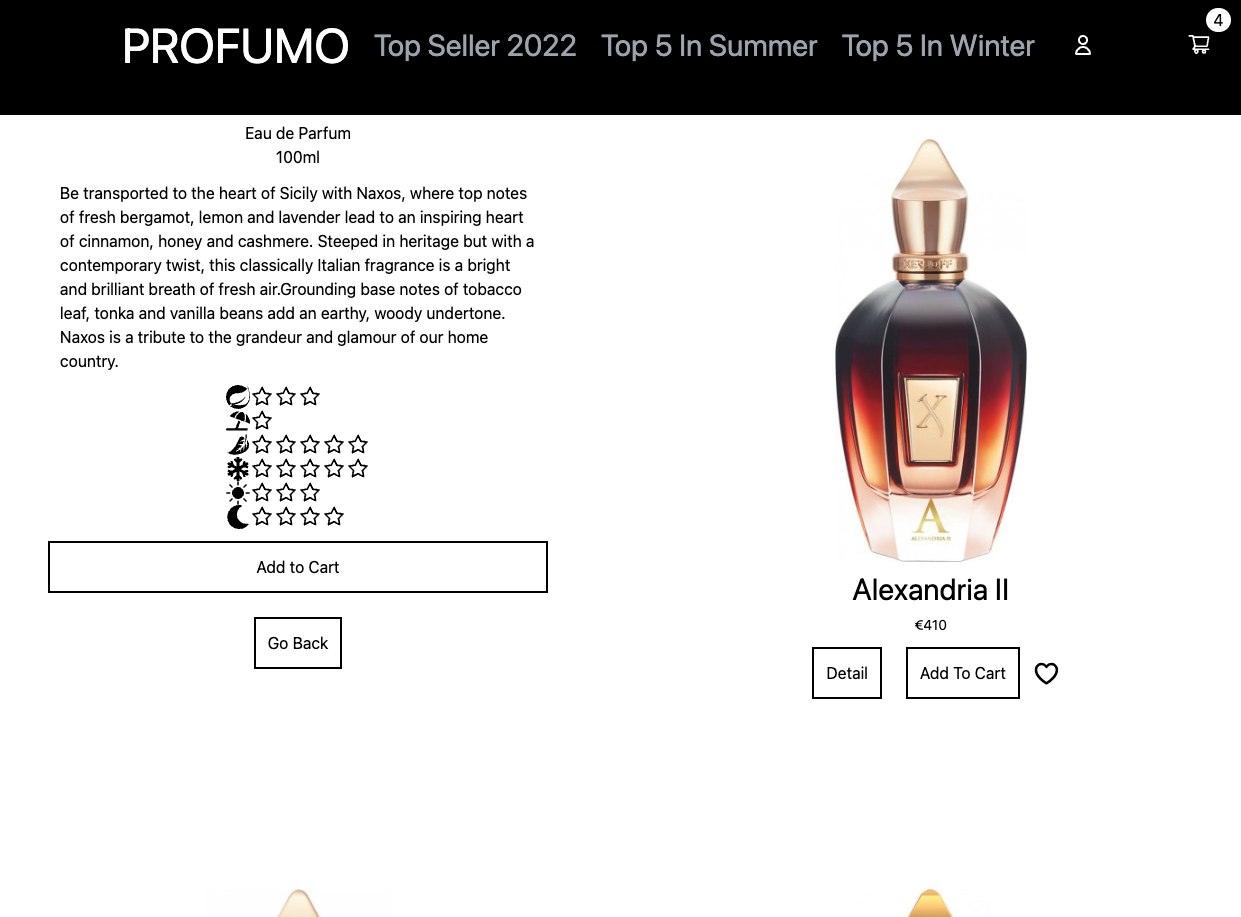 PROFUMO
Top Seller 2022
Top 5 In Summer
Top 5 In Winter
4
Eau de Parfum
100ml
Be transported to the heart of Sicily with Naxos, where top notes
of fresh bergamot, lemon and lavender lead to an inspiring heart
of cinnamon, honey and cashmere. Steeped in heritage but with a
contemporary twist, this classically Italian fragrance is a bright
and brilliant breath of fresh air.Grounding base notes of tobacco
leaf, tonka and vanilla beans add an earthy, woody undertone.
Naxos is a tribute to the grandeur and glamour of our home
country.
Add to Cart
Go Back
X
A
ALEXANDRIA II
Alexandria II
€410
Detail
Add To Cart